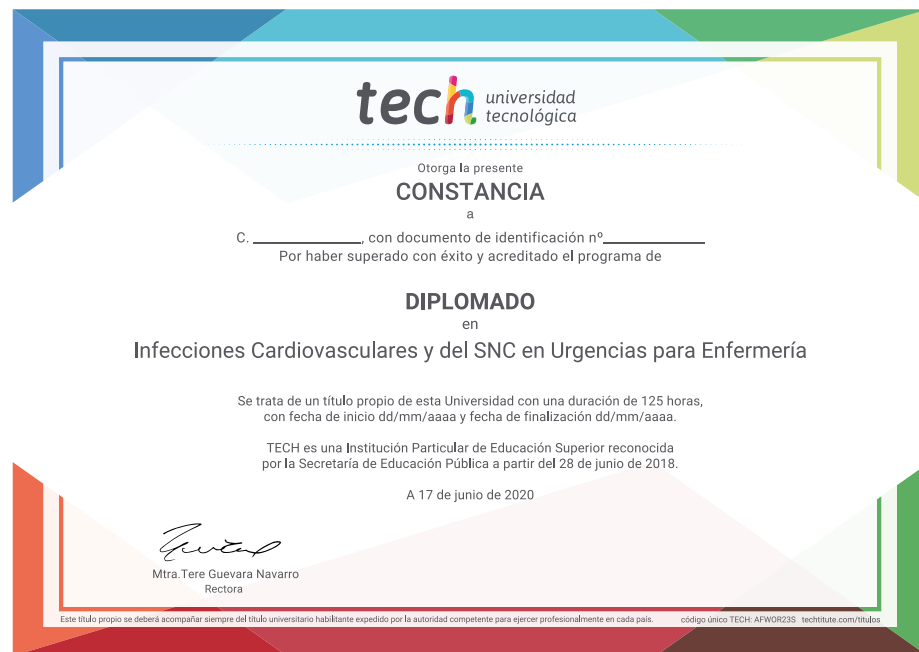 tech universidad
tecnológica
Otorga la presente
CONSTANCIA
a
C. ____________, con documento de identificación nº____________
Por haber superado con éxito y acreditado el programa de
DIPLOMADO
en
Infecciones Cardiovasculares y del SNC en Urgencias para Enfermería
Se trata de un título propio de esta Universidad con una duración de 125 horas,
con fecha de inicio dd/mm/aaaa y fecha de finalización dd/mm/aaaa.
TECH es una Institución Particular de Educación Superior reconocida
por la Secretaría de Educación Pública a partir del 28 de junio de 2018.
A 17 de junio de 2020
Mtra.Tere Guevara Navarro
Rectora
Este título propio se deberá acompañar siempre del título universitario habilitante expedido por la autoridad competente para ejercer profesionalmente en cada país. código único TECH: AFWOR23S techtitute.com/titulos